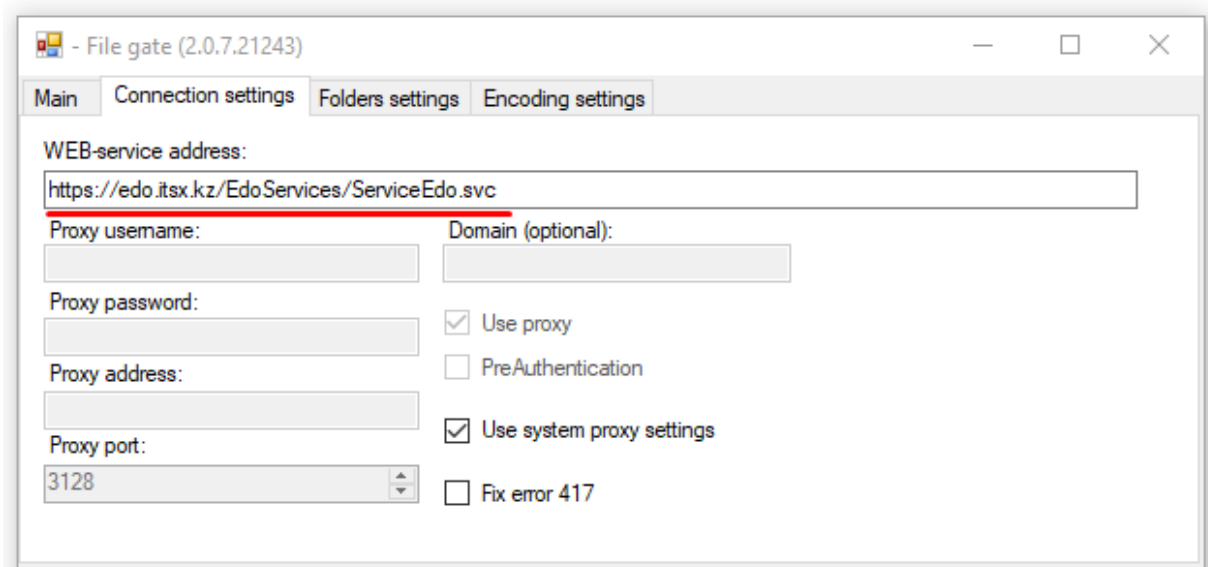 - File gate (2.0.7.21243)
Main Connection settings Folders settings Encoding settings
WEB-service address:
https://edo.itsx.kz/EdoServices/ServiceEdo.svc
Proxy username: Domain (optional):
Proxy password:
Use proxy
PreAuthentication
Proxy address:
Use system proxy settings
Proxy port:
3128
Fix error 417